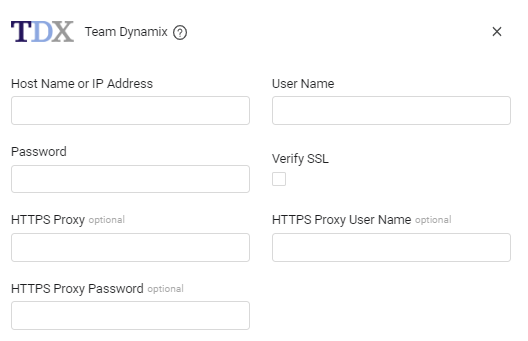 TDX Team Dynamix ?
Host Name or IP Address
User Name
Password
Verify SSL
HTTPS Proxy optional
HTTPS Proxy User Name optional
HTTPS Proxy Password optional